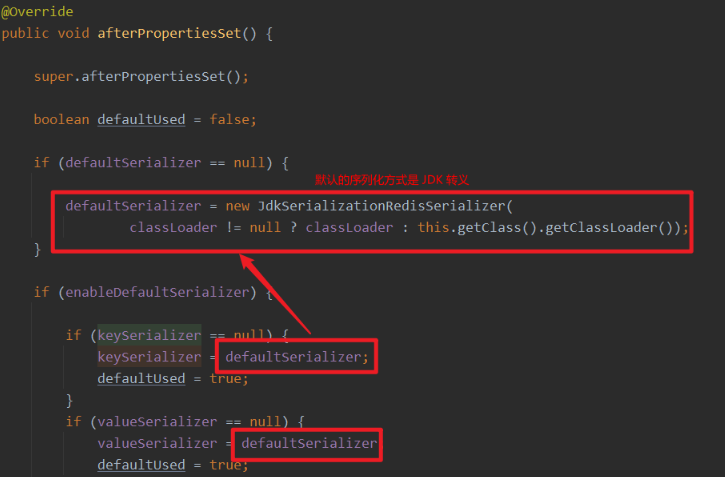 @Override
public void afterPropertiesSet() {
super.afterPropertiesSet();
boolean defaultUsed = false;
if (defaultSerializer == null) {
默认的序列化方式是 JDK 转义
defaultSerializer = new JdkSerializationRedisSerializer(
classLoader != null ? classLoader : this.getClass().getClassLoader());
}
if (enableDefaultSerializer) {
if (keySerializer == null) {
keySerializer = defaultSerializer;
defaultUsed = true;
}
if (valueSerializer == null) {
valueSerializer = defaultSerializer
defaultUsed = true;